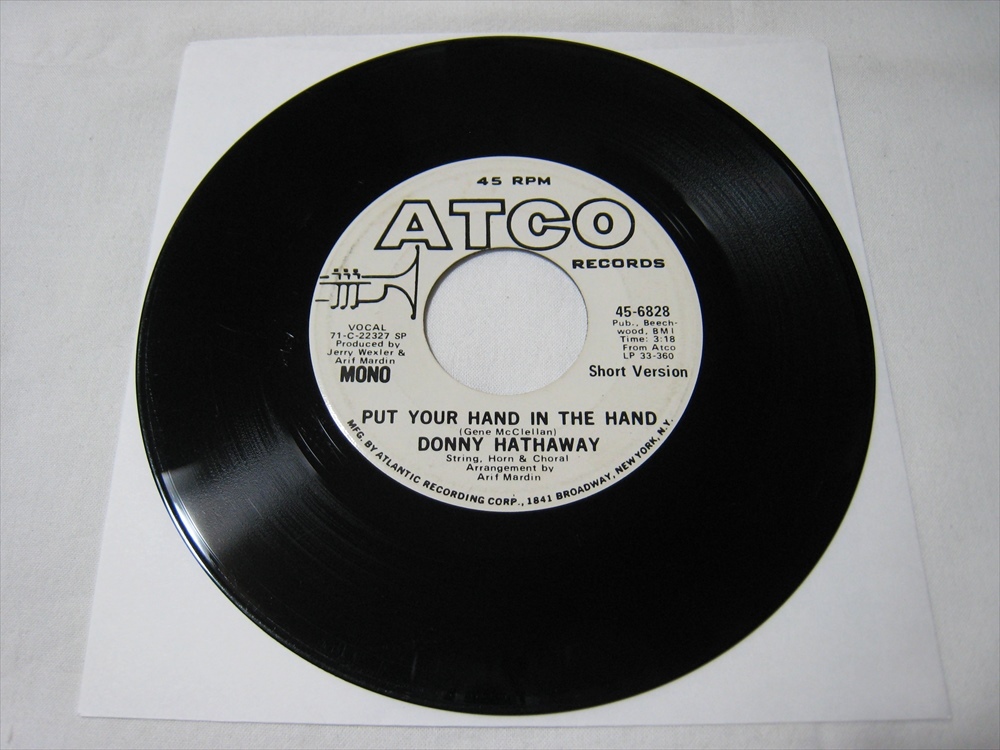 45 RPM
ATCO
RECORDS
VOCAL
71-C-22327 SP
Produced by
Jerry Wexler &
Arif Mardin
MONO
45-6828
Pub., Beech-
wood, BMI
Time: 3:18
From Atco
LP 33-360
Short Version
PUT YOUR HAND IN THE HAND
(Gene McClellan)
DONNY HATHAWAY
String, Horn & Choral
Arrangement by
Arif Mardin
MFG. BY ATLANTIC RECORDING CORP., 1841 BROADWAY, NEW YORK, N.Y.